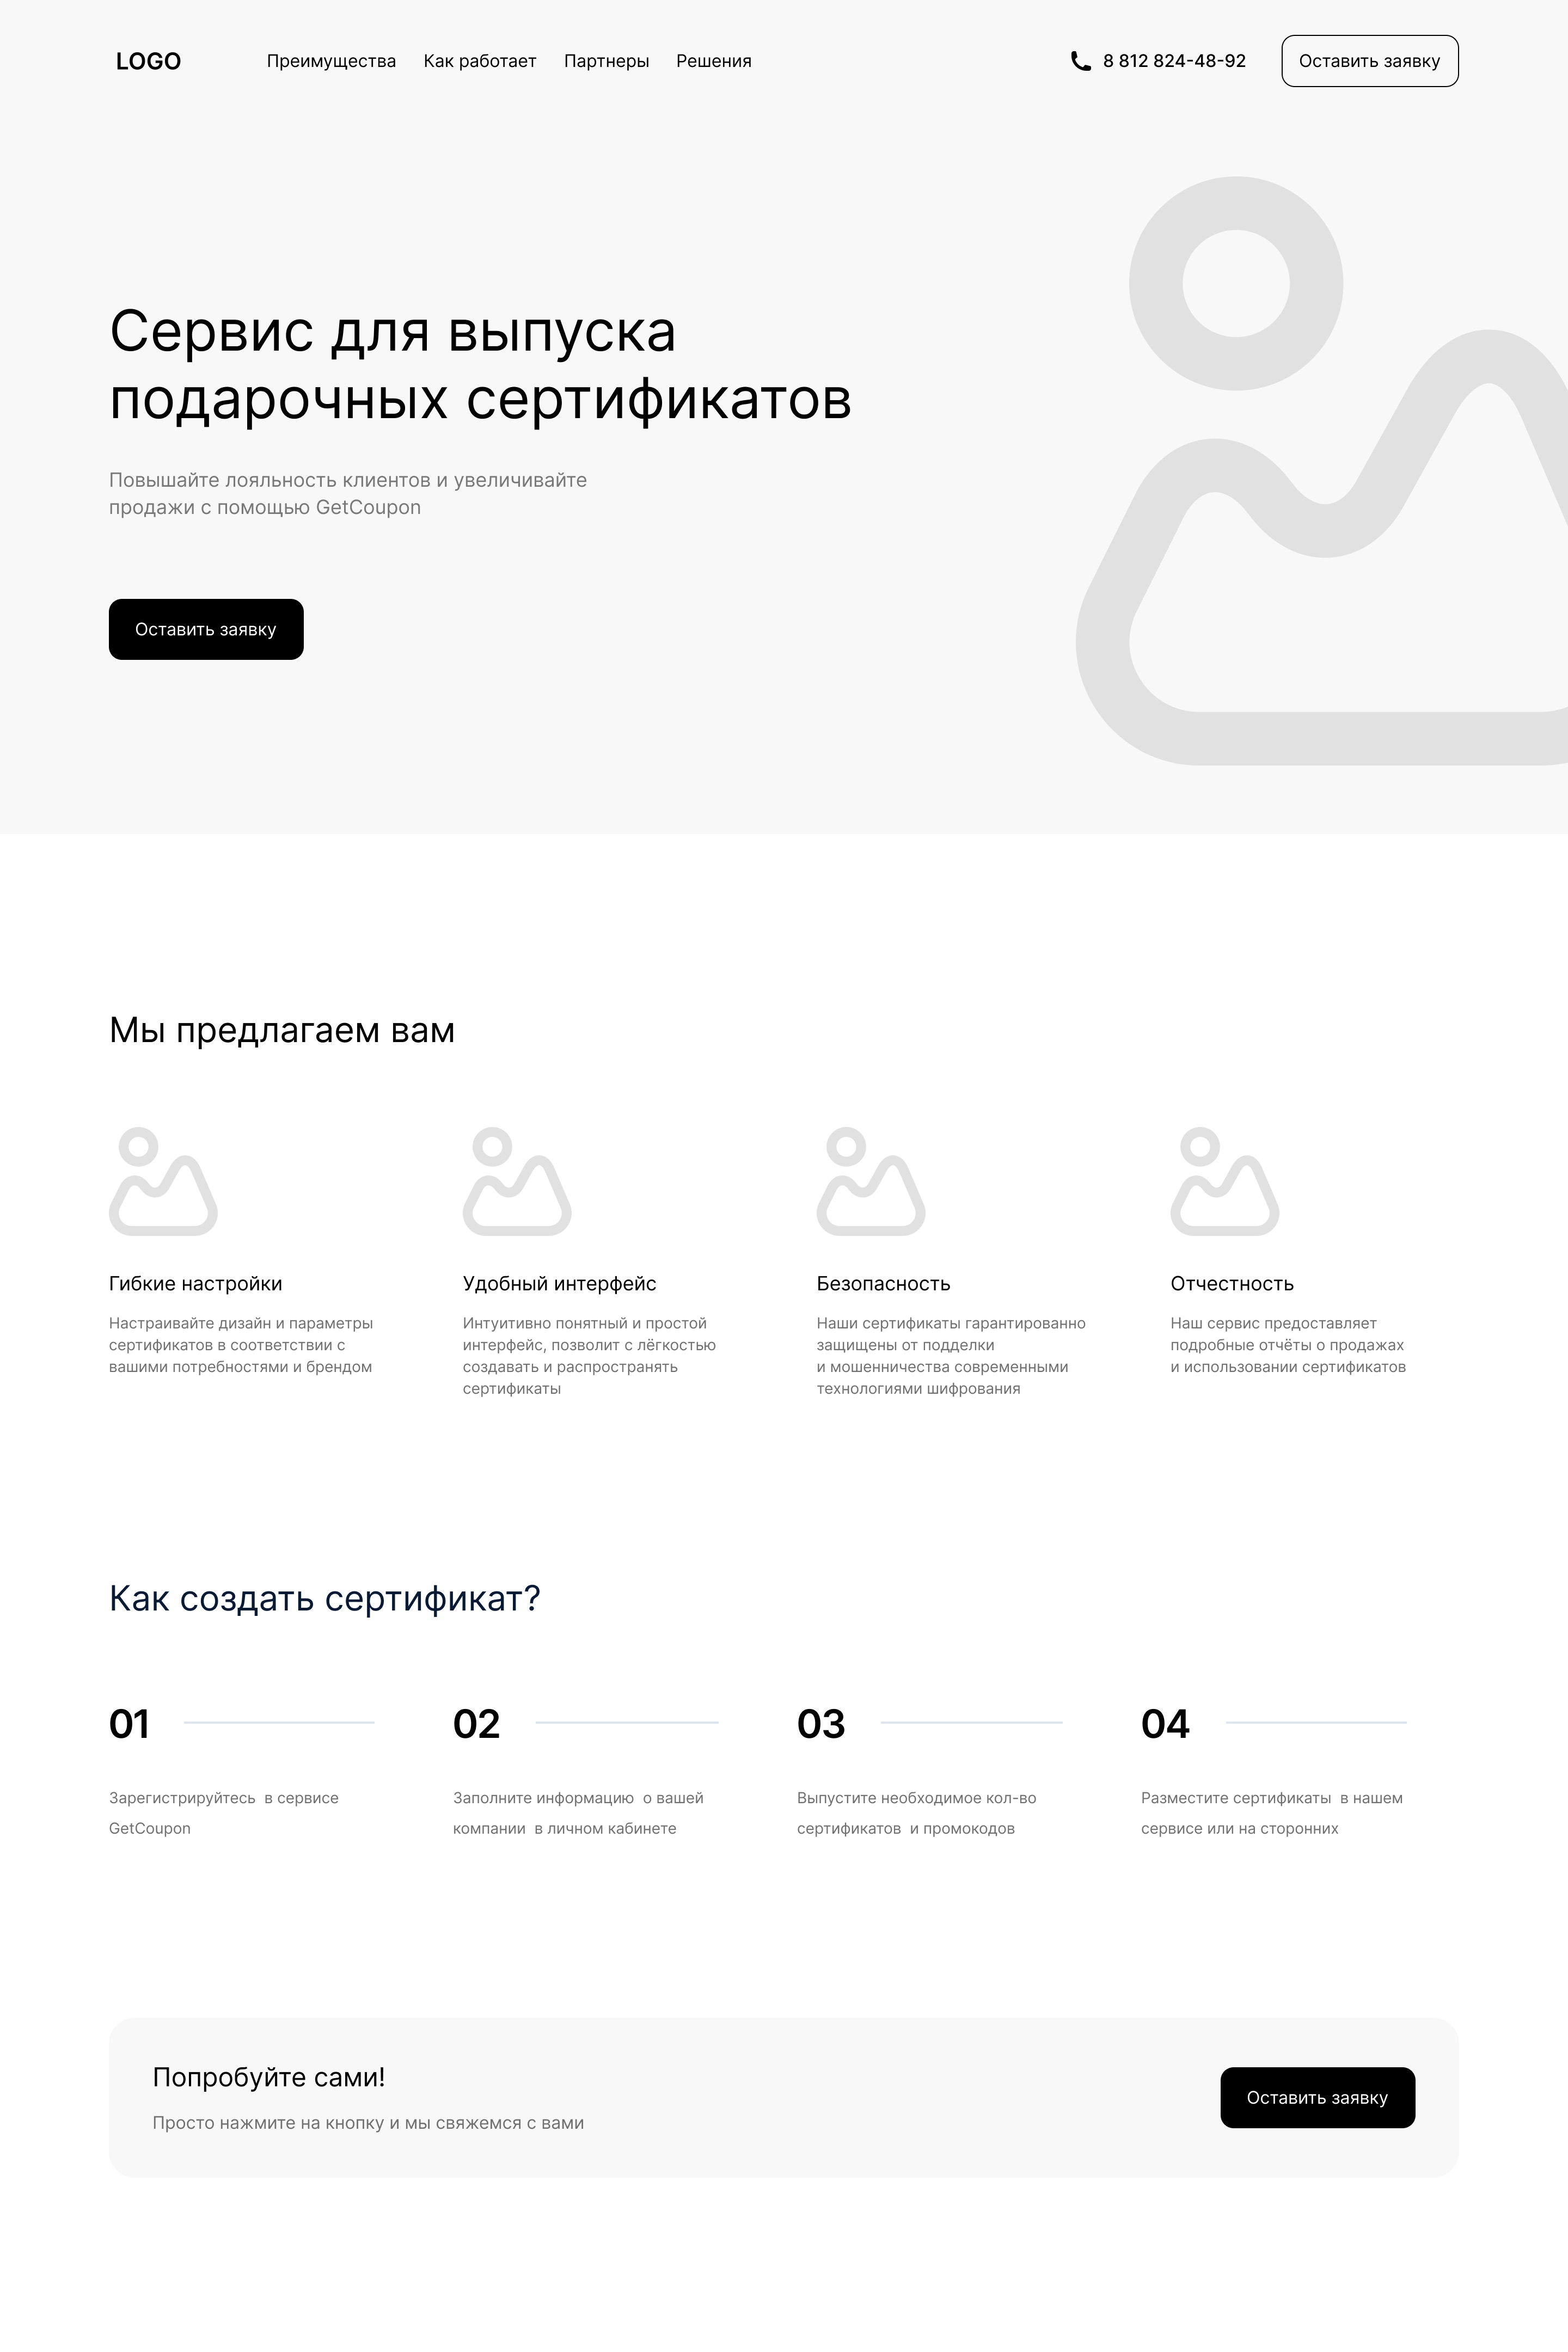 LOGO
Преимущества
Как работает
Партнеры
Решения
8 812 824-48-92
Оставить заявку
Сервис для выпуска
подарочных сертификатов
Повышайте лояльность клиентов и увеличивайте
продажи с помощью GetCoupon
Оставить заявку
Мы предлагаем вам
Гибкие настройки
Настраивайте дизайн и параметры
сертификатов в соответствии с
вашими потребностями и брендом
Удобный интерфейс
Интуитивно понятный и простой
интерфейс, позволит с лёгкостью
создавать и распространять
сертификаты
Безопасность
Наши сертификаты гарантированно
защищены от подделки
и мошенничества современными
технологиями шифрования
Отчестность
Наш сервис предоставляет
подробные отчёты о продажах
и использовании сертификатов
Как создать сертификат?
01
Зарегистрируйтесь в сервисе
GetCoupon
02
Заполните информацию о вашей
компании в личном кабинете
03
Выпустите необходимое кол-во
сертификатов и промокодов
04
Разместите сертификаты в нашем
сервисе или на сторонних
Попробуйте сами!
Просто нажмите на кнопку и мы свяжемся с вами
Оставить заявку